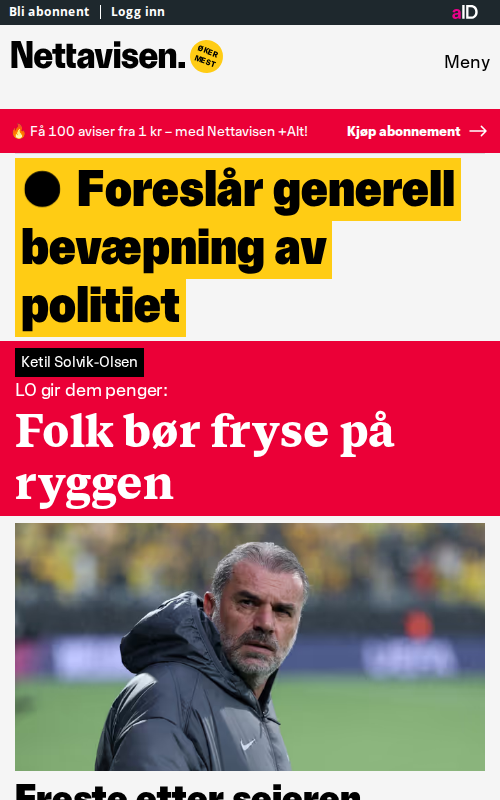 Bli abonnent | Logg inn
aID
Nettavisen.
ØKER
MEST
Meny
🔥 Få 100 aviser fra 1 kr – med Nettavisen +Alt!
Kjøp abonnement →
● Foreslår generell
bevæpning av
politiet
Ketil Solvik-Olsen
LO gir dem penger:
Folk bør fryse på
ryggen
UEFA